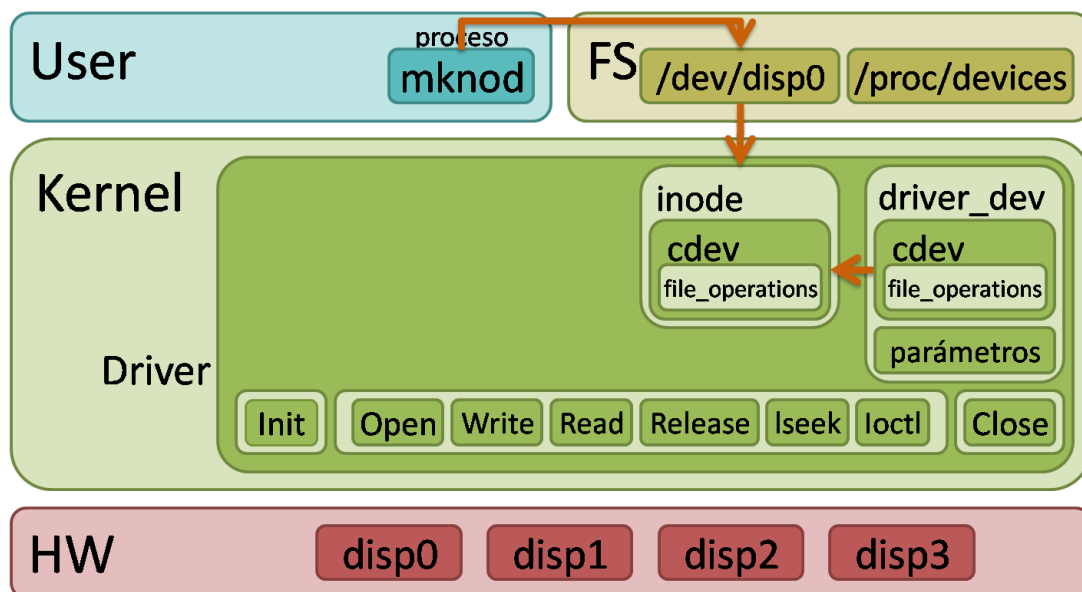 User
proceso
mknod
FS
/dev/disp0
/proc/devices
Kernel
inode
cdev
file_operations
driver_dev
cdev
file_operations
parámetros
Driver
Init
Open
Write
Read
Release
lseek
Ioctl
Close
HW
disp0
disp1
disp2
disp3